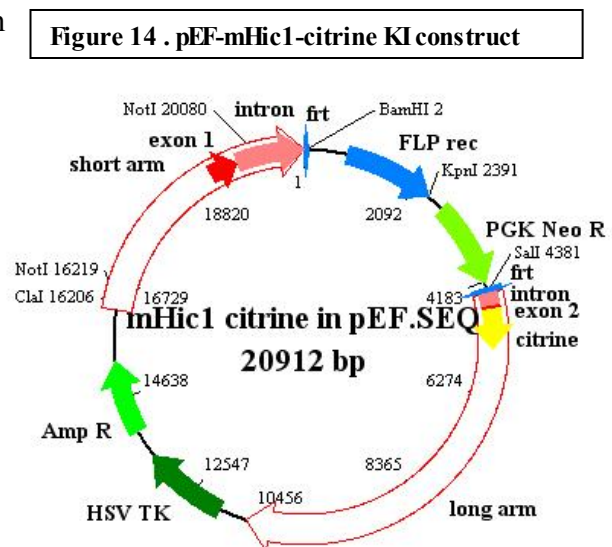 n
Figure 14 . pEF-mHic1-citrine KI construct
NotI 20080
intron
frt
BamHI 2
exon 1
FLP rec
short arm
KpnI 2391
1
18820
2092
PGK Neo R
SalI 4381
NotI 16219
frt
ClaI 16206
16729
4183
intron
mHic1 citrine in pEF.SEQ
exon 2
20912 bp
citrine
14638
6274
Amp R
12547
8365
10456
HSV TK
long arm